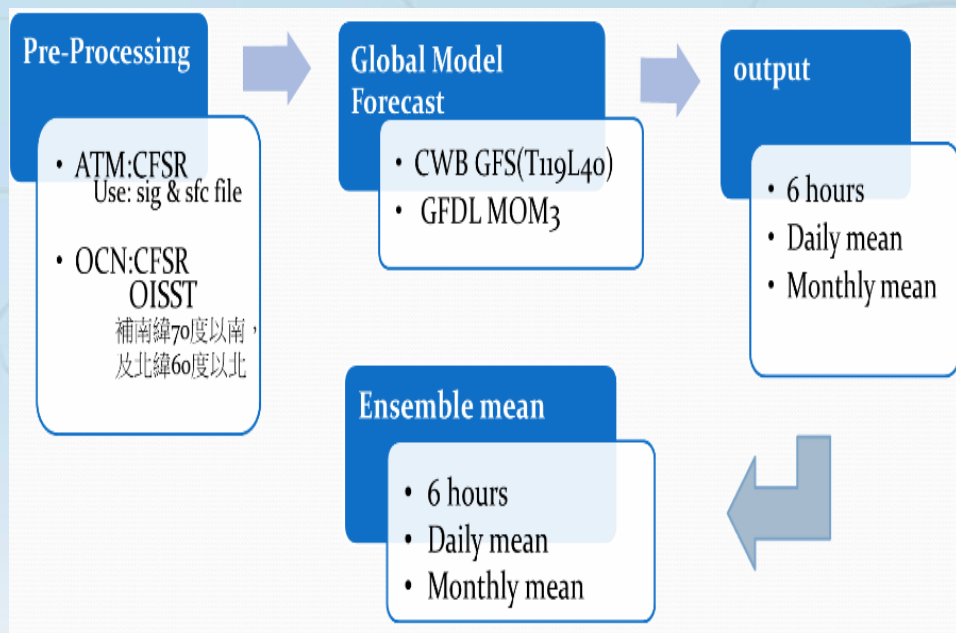 Pre-Processing
• ATM:CFSR
Use: sig & sfc file
• OCN:CFSR
OISST
補南緯70度以南，
及北緯60度以北
Global Model
Forecast
• CWB GFS(T119L40)
• GFDL MOM3
output
• 6 hours
• Daily mean
• Monthly mean
Ensemble mean
• 6 hours
• Daily mean
• Monthly mean